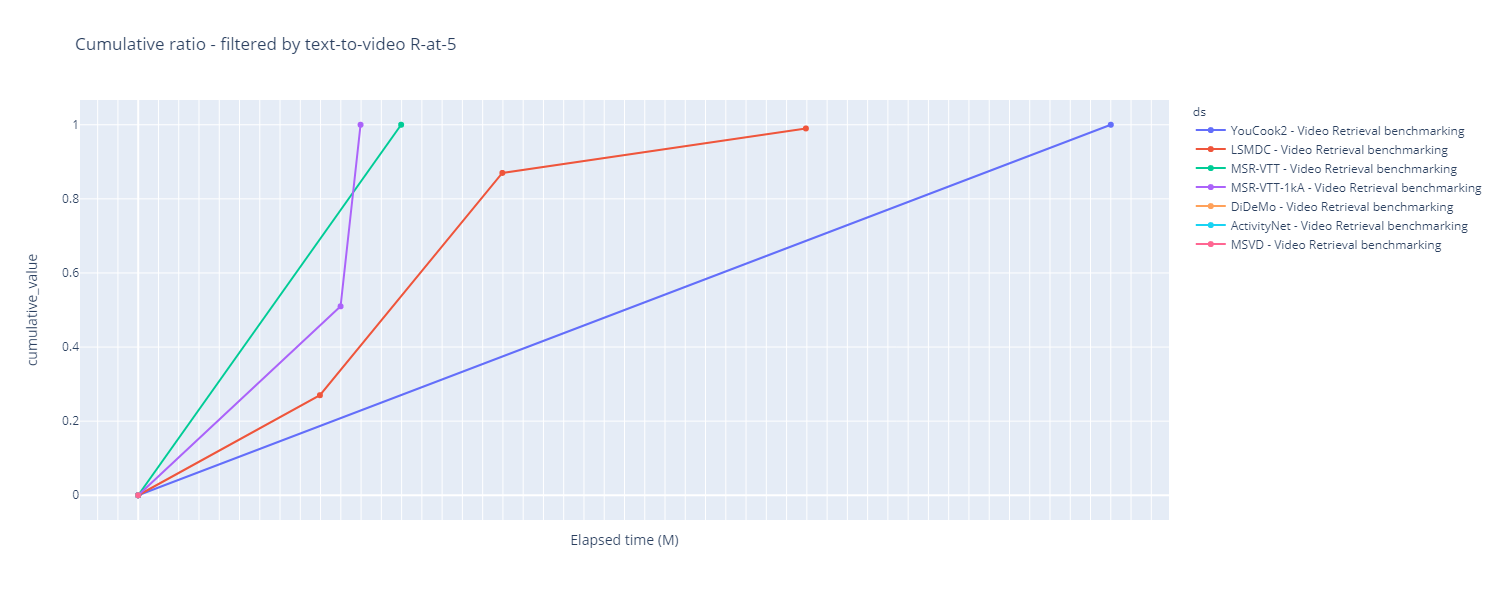 Cumulative ratio - filtered by text-to-video R-at-5
ds
YouCook2 - Video Retrieval benchmarking
LSMDC - Video Retrieval benchmarking
MSR-VTT - Video Retrieval benchmarking
MSR-VTT-1kA - Video Retrieval benchmarking
DiDeMo - Video Retrieval benchmarking
ActivityNet - Video Retrieval benchmarking
MSVD - Video Retrieval benchmarking
1
0.8
0.6
0.4
0.2
0
cumulative_value
Elapsed time (M)